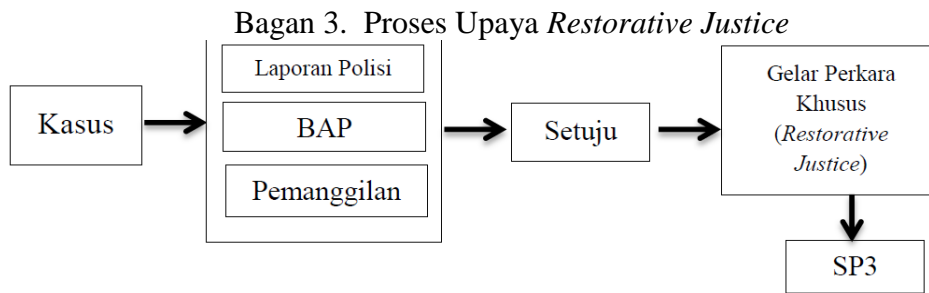 Bagan 3. Proses Upaya Restorative Justice
Kasus
Laporan Polisi
BAP
Pemanggilan
Setuju
Gelar Perkara
Khusus
(Restorative
Justice)
SP3